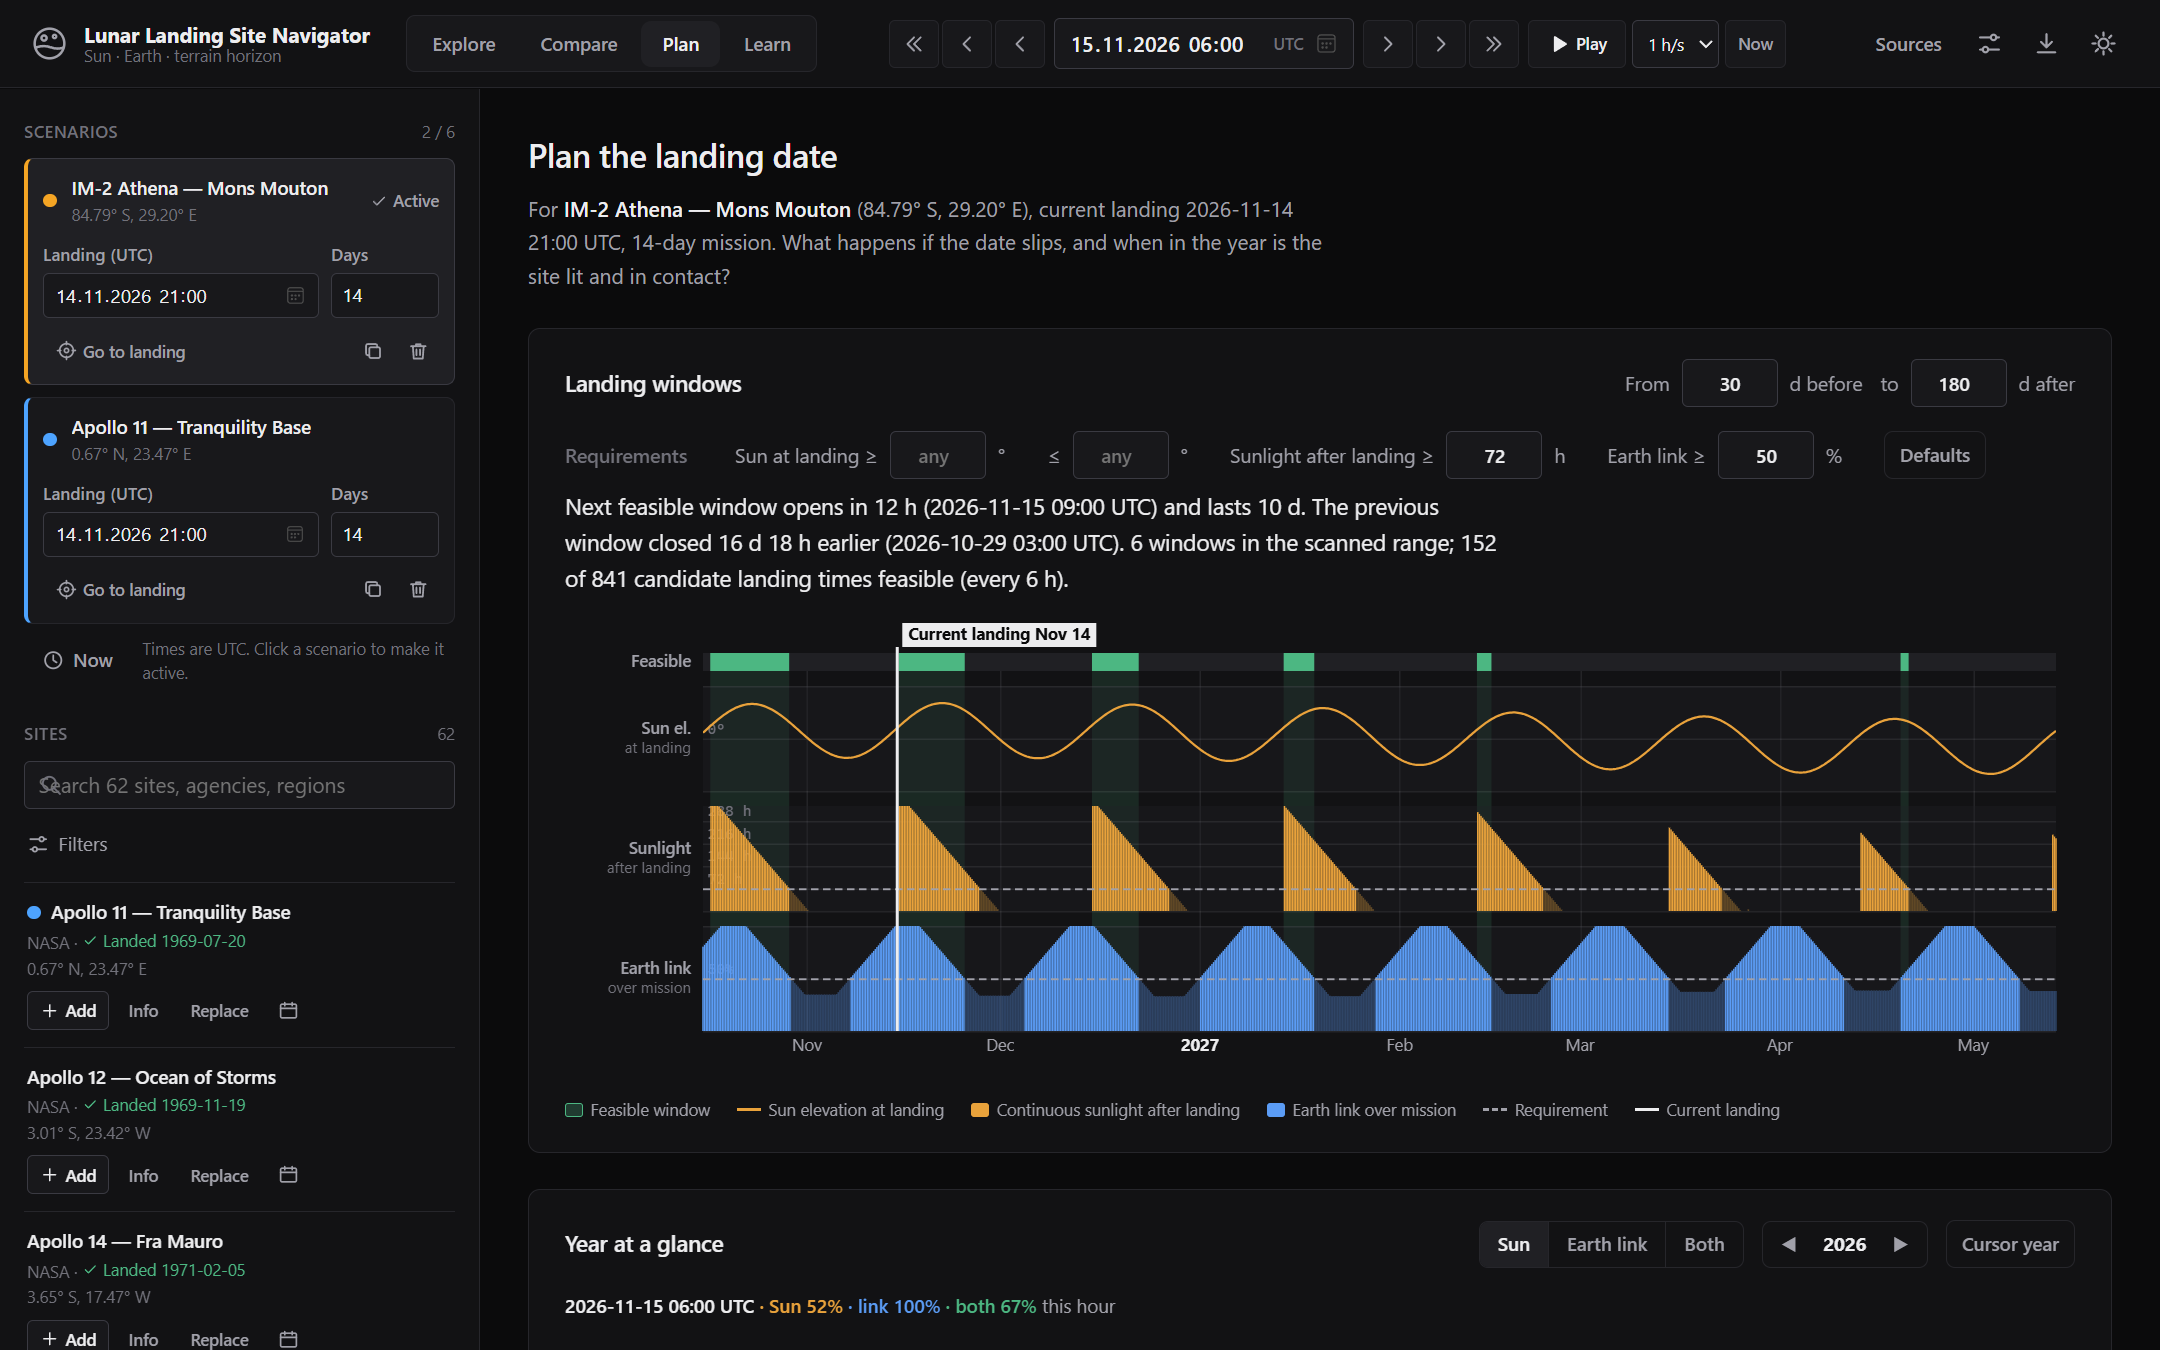 Lunar Landing Site Navigator
Sun · Earth · terrain horizon
Explore
Compare
Plan
Learn
15.11.2026 06:00
UTC
Play
1 h/s
Now
Sources
SCENARIOS
2 / 6
IM-2 Athena — Mons Mouton
84.79° S, 29.20° E
Active
Landing (UTC)
Days
14.11.2026 21:00
14
Go to landing
Apollo 11 — Tranquility Base
0.67° N, 23.47° E
Landing (UTC)
Days
14.11.2026 21:00
14
Go to landing
Now
Times are UTC. Click a scenario to make it
active.
SITES
62
Search 62 sites, agencies, regions
Filters
Apollo 11 — Tranquility Base
NASA · ✓ Landed 1969-07-20
0.67° N, 23.47° E
+ Add
Info
Replace
Apollo 12 — Ocean of Storms
NASA · ✓ Landed 1969-11-19
3.01° S, 23.42° W
+ Add
Info
Replace
Apollo 14 — Fra Mauro
NASA · ✓ Landed 1971-02-05
3.65° S, 17.47° W
+ Add
Info
Replace
Plan the landing date
For IM-2 Athena — Mons Mouton (84.79° S, 29.20° E), current landing 2026-11-14
21:00 UTC, 14-day mission. What happens if the date slips, and when in the year is the
site lit and in contact?
Landing windows
From 30 d before to 180 d after
Requirements
Sun at landing ≥ any ° ≤ any °
Sunlight after landing ≥ 72 h
Earth link ≥ 50 %
Defaults
Next feasible window opens in 12 h (2026-11-15 09:00 UTC) and lasts 10 d. The previous
window closed 16 d 18 h earlier (2026-10-29 03:00 UTC). 6 windows in the scanned range; 152
of 841 candidate landing times feasible (every 6 h).
Current landing Nov 14
Feasible
Sun el.
at landing
0°
Sunlight
after landing
Earth link
over mission
Nov
Dec
2027
Feb
Mar
Apr
May
Feasible window
Sun elevation at landing
Continuous sunlight after landing
Earth link over mission
Requirement
Current landing
Year at a glance
Sun
Earth link
Both
2026
Cursor year
2026-11-15 06:00 UTC · Sun 52% · link 100% · both 67% this hour